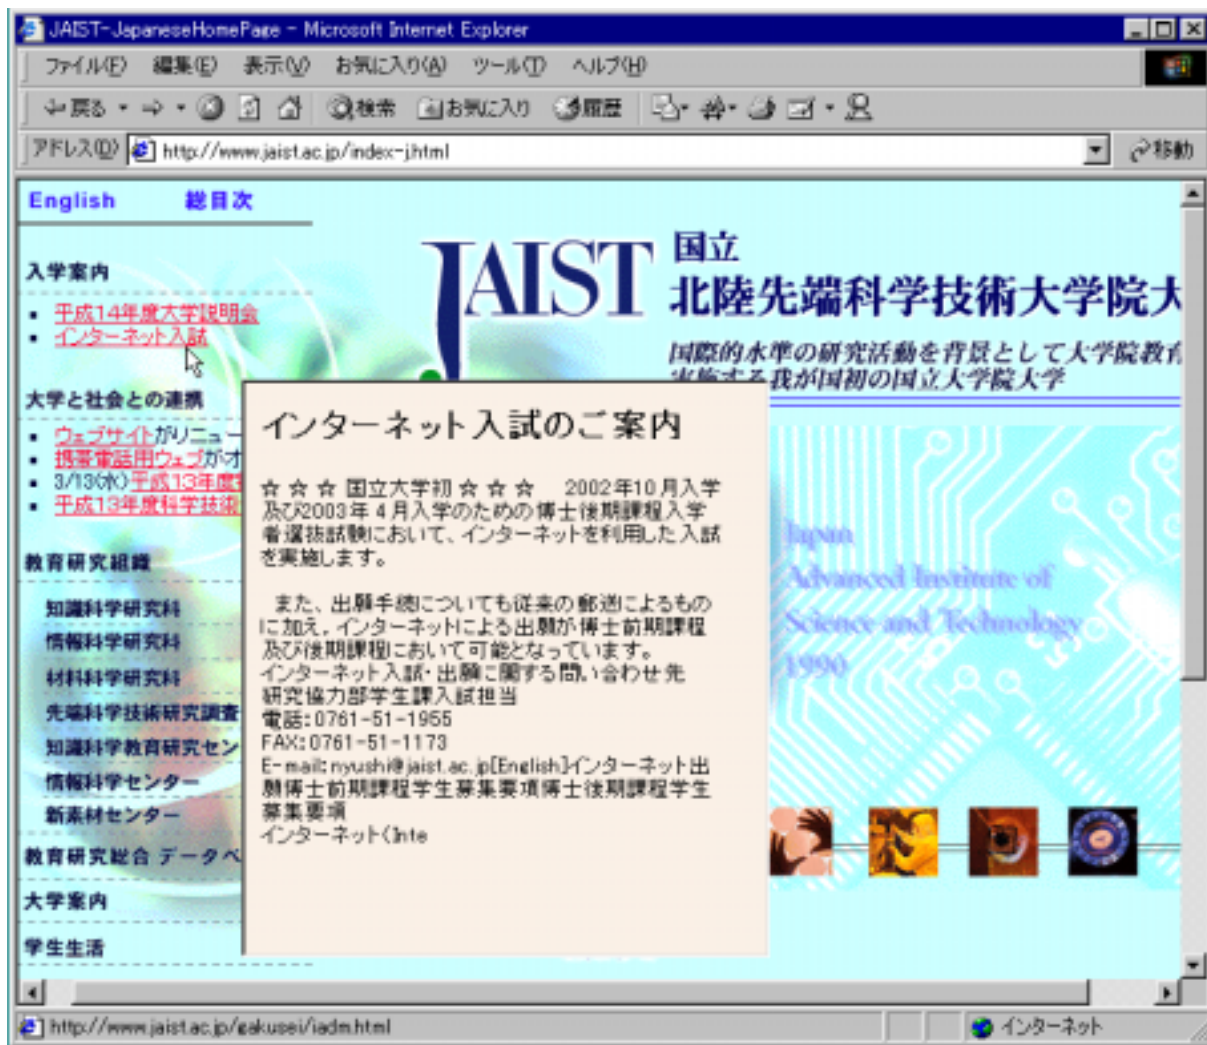 JAIST-JapaneseHomePage - Microsoft Internet Explorer
ファイル(F) 編集(E) 表示(V) お気に入り(A) ツール(T) ヘルプ(H)
戻る 検索 お気に入り 履歴
アドレス(D) http://www.jaist.ac.jp/index-j.html 移動
English 総目次
入学案内
平成14年度大学説明会
インターネット入試
大学と社会との連携
ウェブサイトがリニュー
携帯電話用ウェブがオ
3/13(水)平成13年度
平成13年度科学技術
教育研究組織
知識科学研究科
情報科学研究科
材料科学研究科
先端科学技術研究調査
知識科学教育研究セン
情報科学センター
新素材センター
教育研究総合 データベ
大学案内
学生生活
JAIST 国立
北陸先端科学技術大学院大
国際的水準の研究活動を背景として大学院教育
実施する我が国初の国立大学院大学
インターネット入試のご案内
☆ ☆ ☆ 国立大学初 ☆ ☆ ☆ 2002年10月入学
及び2003年４月入学のための博士後期課程入学
者選抜試験において、インターネットを利用した入試
を実施します。
また、出願手続についても従来の郵送によるもの
に加え、インターネットによる出願が博士前期課程
及び後期課程において可能となっています。
インターネット入試・出願に関する問い合わせ先
研究協力部学生課入試担当
電話:0761-51-1955
FAX:0761-51-1173
E-mail:nyushi@jaist.ac.jp[English]インターネット出
願博士前期課程学生募集要項博士後期課程学生
募集要項
インターネット(Inte
Japan
Advanced Institute of
Science and Technology
1990
http://www.jaist.ac.jp/gakusei/iadm.html インターネット